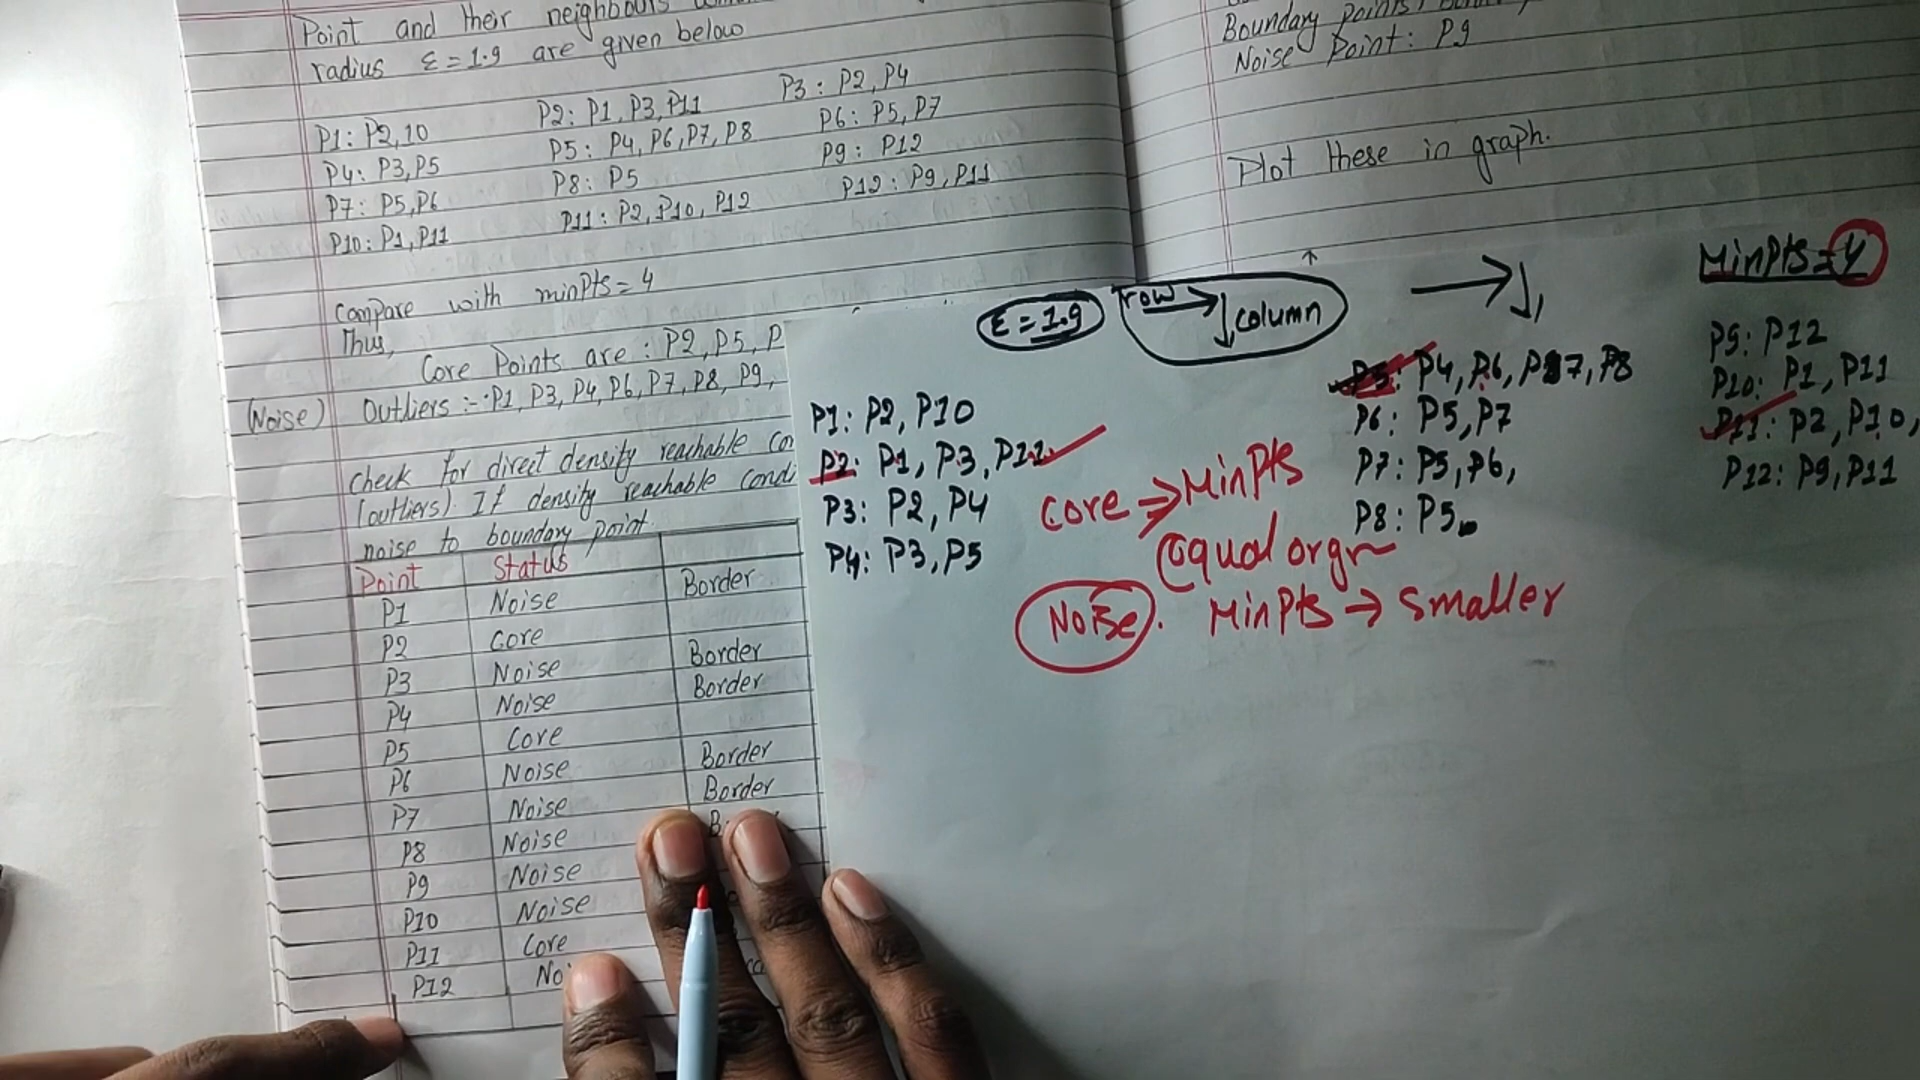 Point and their neighbours
radius ε = 1.9 are given below
P1: P2, 10 P2: P1, P3, P11 P3: P2, P4
P4: P3, P5 P5: P4, P6, P7, P8 P6: P5, P7
P7: P5, P6 P8: P5 P9: P12
P10: P1, P11 P11: P2, P10, P12 P12: P9, P11
Compare with minPts = 4
Thus,
Core Points are: P2, P5, P
(Noise) Outliers :- P1, P3, P4, P6, P7, P8, P9,
check for direct density reachable
(outliers). If density reachable
noise to boundary point.
Point Status
P1 Noise Border
P2 Core
P3 Noise Border
P4 Noise Border
P5 Core
P6 Noise Border
P7 Noise Border
P8 Noise
P9 Noise
P10 Noise
P11 Core
P12 No
Boundary points
Noise Point: P9
Plot these in graph.
ε = 1.9 row column
MinPts = 4
P1: P2, P10
P2: P1, P3, P11
P3: P2, P4
P4: P3, P5
P5: P4, P6, P7, P8
P6: P5, P7
P7: P5, P6,
P8: P5
P9: P12
P10: P1, P11
P11: P2, P10,
P12: P9, P11
Core → MinPts
equal or gr
Noise. MinPts → Smaller